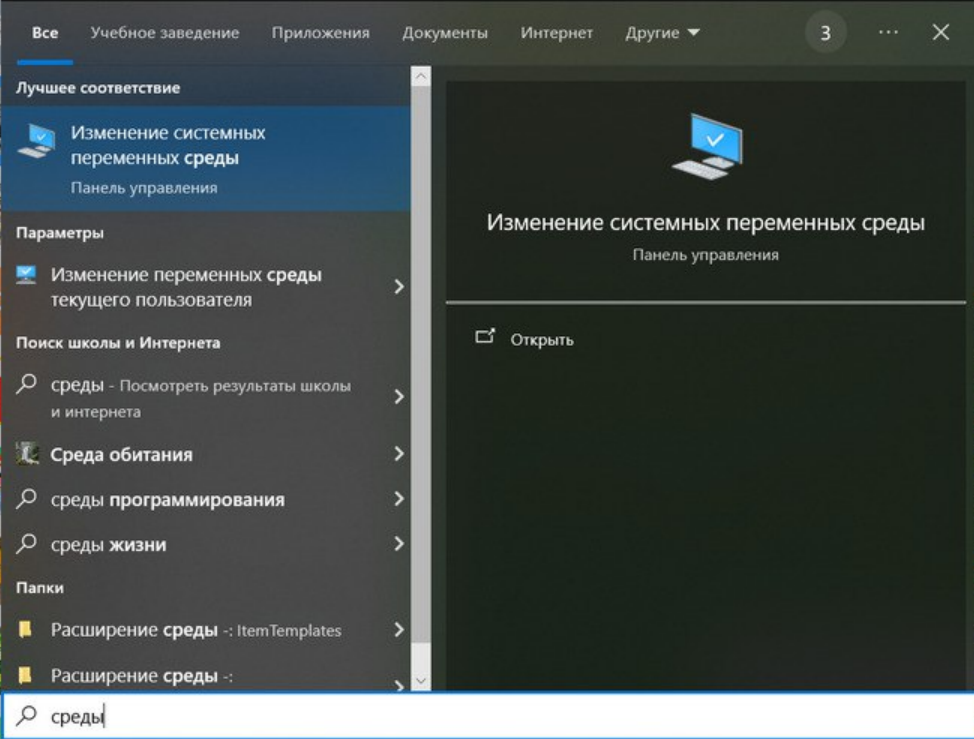 Все Учебное заведение Приложения Документы Интернет Другие З ...
Лучшее соответствие
Изменение системных
переменных среды
Панель управления
Параметры
Изменение переменных среды
текущего пользователя
Поиск школы и Интернета
среды - Посмотреть результаты школы
и интернета
Среда обитания
среды программирования
среды жизни
Папки
Расширение среды -: ItemTemplates
Расширение среды -:
среды
Изменение системных переменных среды
Панель управления
Открыть